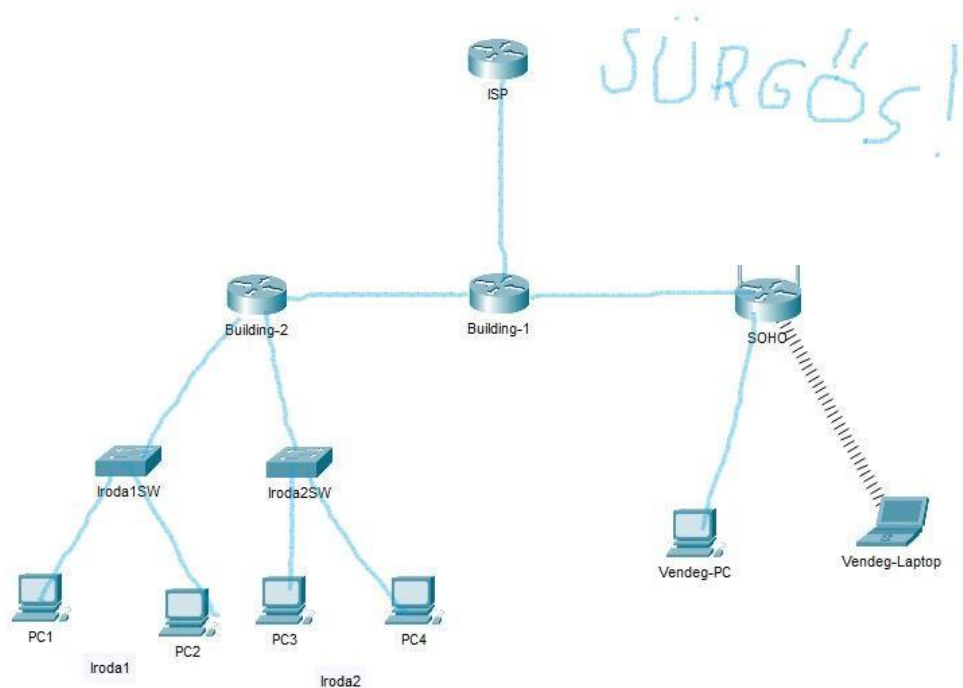 SÜRGŐS!
ISP
Building-2
Building-1
SOHO
Iroda1SW
Iroda2SW
Vendeg-PC
Vendeg-Laptop
PC1
PC2
PC3
PC4
Iroda1
Iroda2